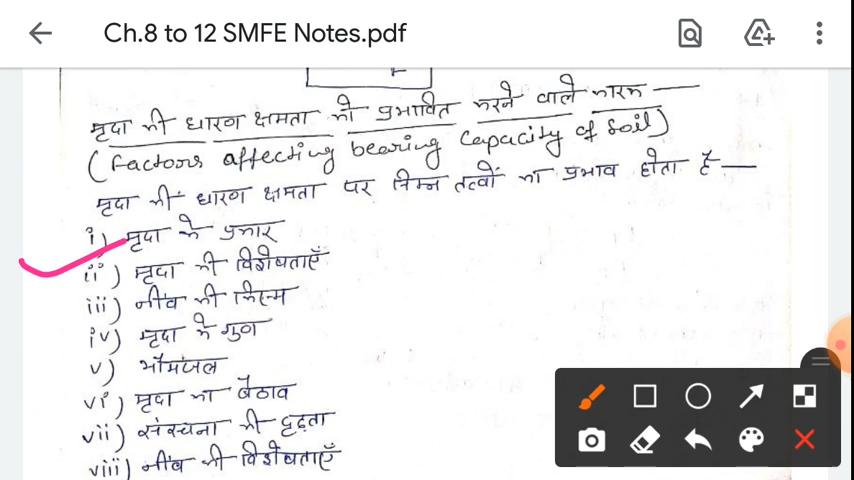 Ch.8 to 12 SMFE Notes.pdf
मृदा की धारण क्षमता को प्रभावित करने वाले कारक —
(Factors affecting bearing Capacity of Soil)
मृदा की धारण क्षमता पर निम्न तत्वों का प्रभाव होता है —
i) मृदा के प्रकार
ii) मृदा की विशेषताएँ
iii) नींव की किस्म
iv) मृदा के गुण
v) भौमजल
vi) मृदा का बैठाव
vii) संरचना की दृढ़ता
viii) नींव की विशेषताएँ